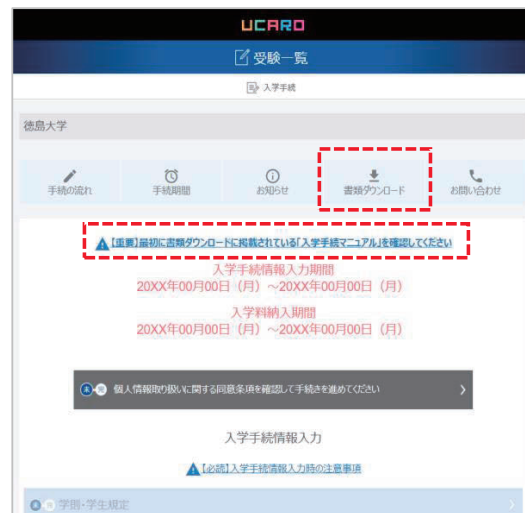 UCARO
受験一覧
入学手続
徳島大学
手続の流れ
手続期間
お知らせ
書類ダウンロード
お問い合わせ
【重要】最初に書類ダウンロードに掲載されている「入学手続マニュアル」を確認してください
入学手続情報入力期間
20XX年00月00日（月）～20XX年00月00日（月）
入学料納入期間
20XX年00月00日（月）～20XX年00月00日（月）
個人情報取り扱いに関する同意条項を確認して手続きを進めてください
入学手続情報入力
【必読】入学手続情報入力時の注意事項
学則・学生規定